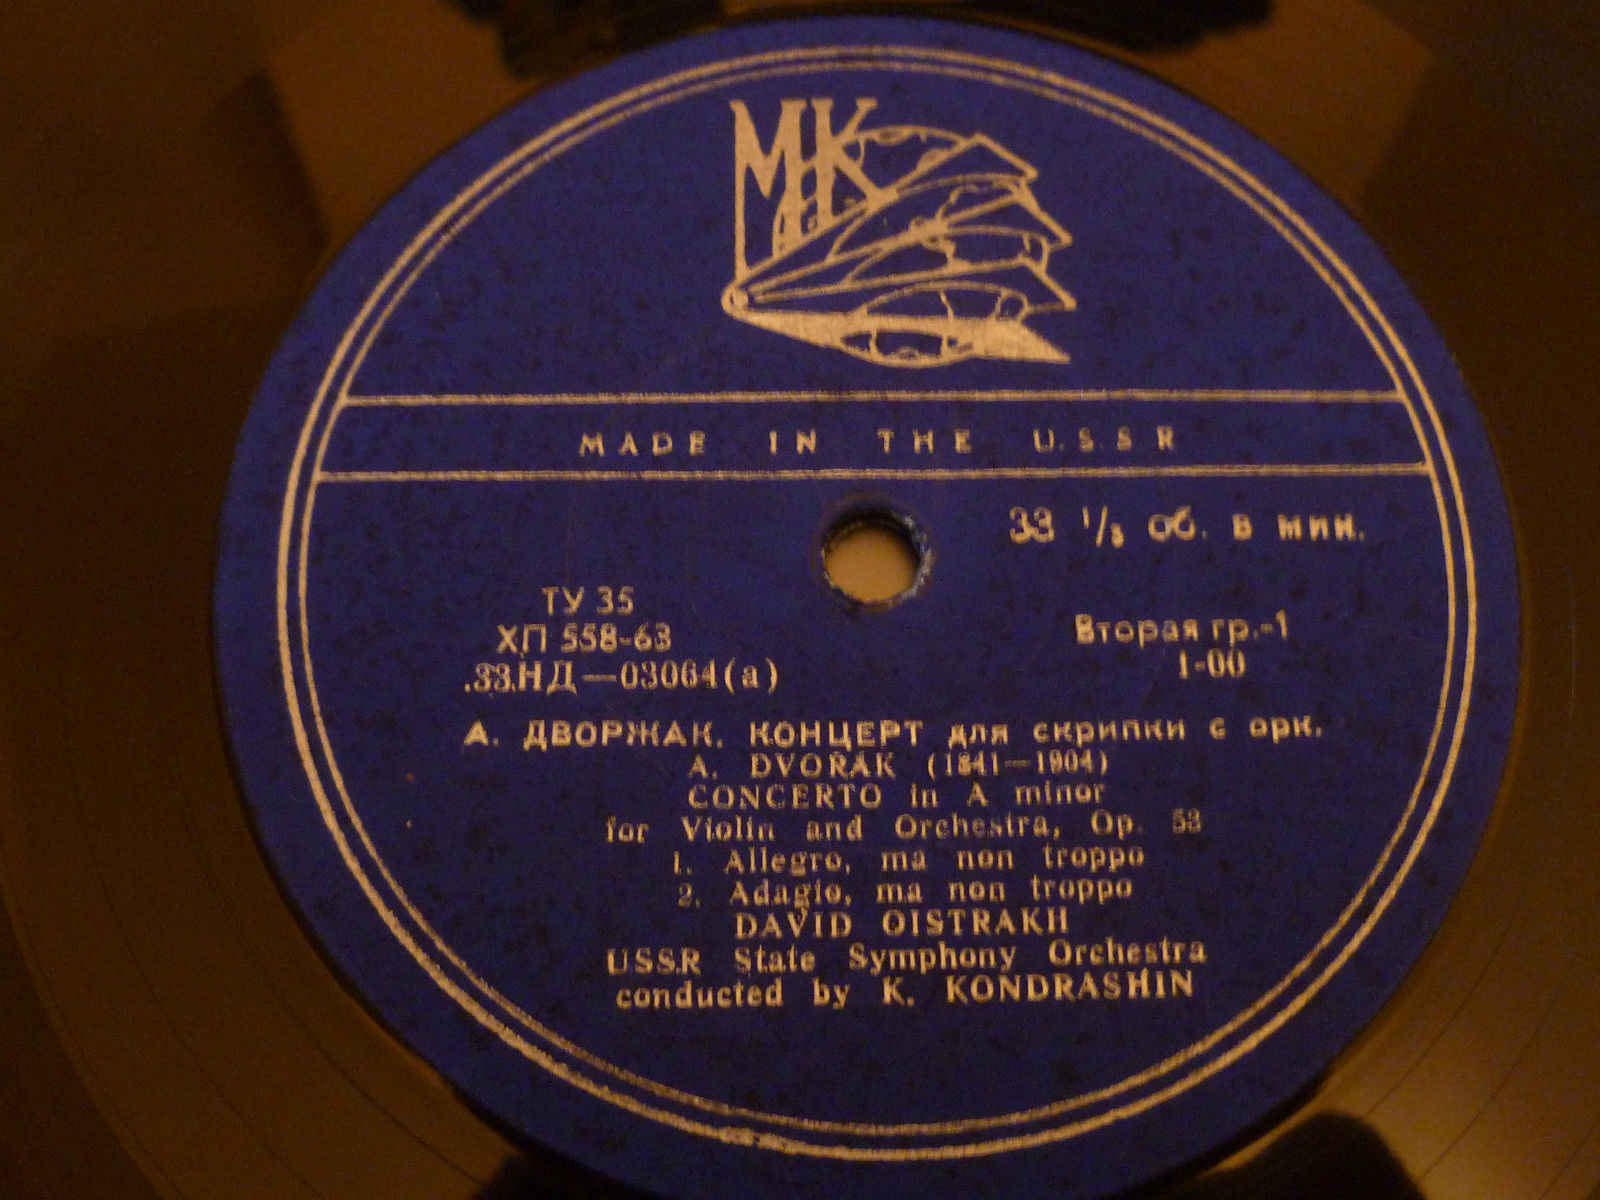 МК
MADE IN THE U.S.S.R
33 1/3 об. в мин.
ТУ 35
ХП 558-63
33.НД—03064(а)
Вторая гр.-1
1-00
А. ДВОРЖАК. КОНЦЕРТ для скрипки с орк.
A. DVORÁK (1841—1904)
CONCERTO in A minor
for Violin and Orchestra, Op. 53
1. Allegro, ma non troppo
2. Adagio, ma non troppo
DAVID OISTRAKH
U.S.S.R State Symphony Orchestra
conducted by K. KONDRASHIN